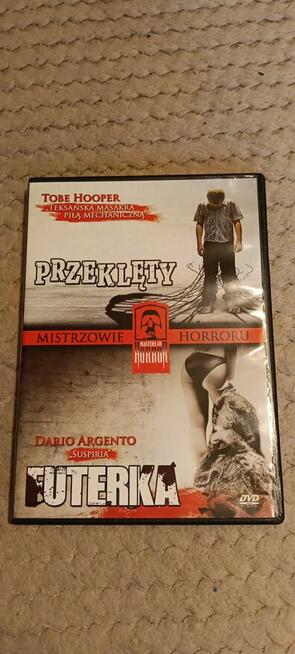 TOBE HOOPER
„TEKSAŃSKA MASAKRA
PIŁĄ MECHANICZNĄ”
PRZEKLĘTY
MISTRZOWIE HORRORU
MASTERS OF
HORROR
DARIO ARGENTO
„SUSPIRIA”
FUTERKA
DVD